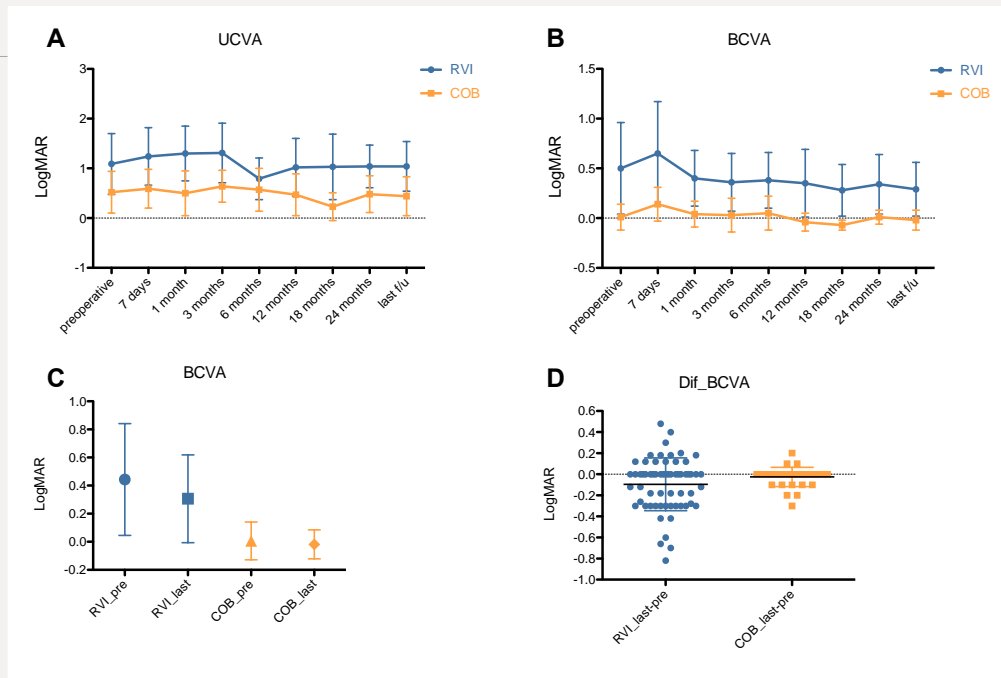 A
UCVA
RVI
COB
LogMAR
3
2
1
0
-1
preoperative
7 days
1 month
3 months
6 months
12 months
18 months
24 months
last f/u
B
BCVA
RVI
COB
LogMAR
1.5
1.0
0.5
0.0
-0.5
preoperative
7 days
1 month
3 months
6 months
12 months
18 months
24 months
last f/u
C
BCVA
LogMAR
1.0
0.8
0.6
0.4
0.2
0.0
-0.2
RVI_pre
RVI_last
COB_pre
COB_last
D
Dif_BCVA
LogMAR
0.6
0.4
0.2
0.0
-0.2
-0.4
-0.6
-0.8
-1.0
RVI_last-pre
COB_last-pre